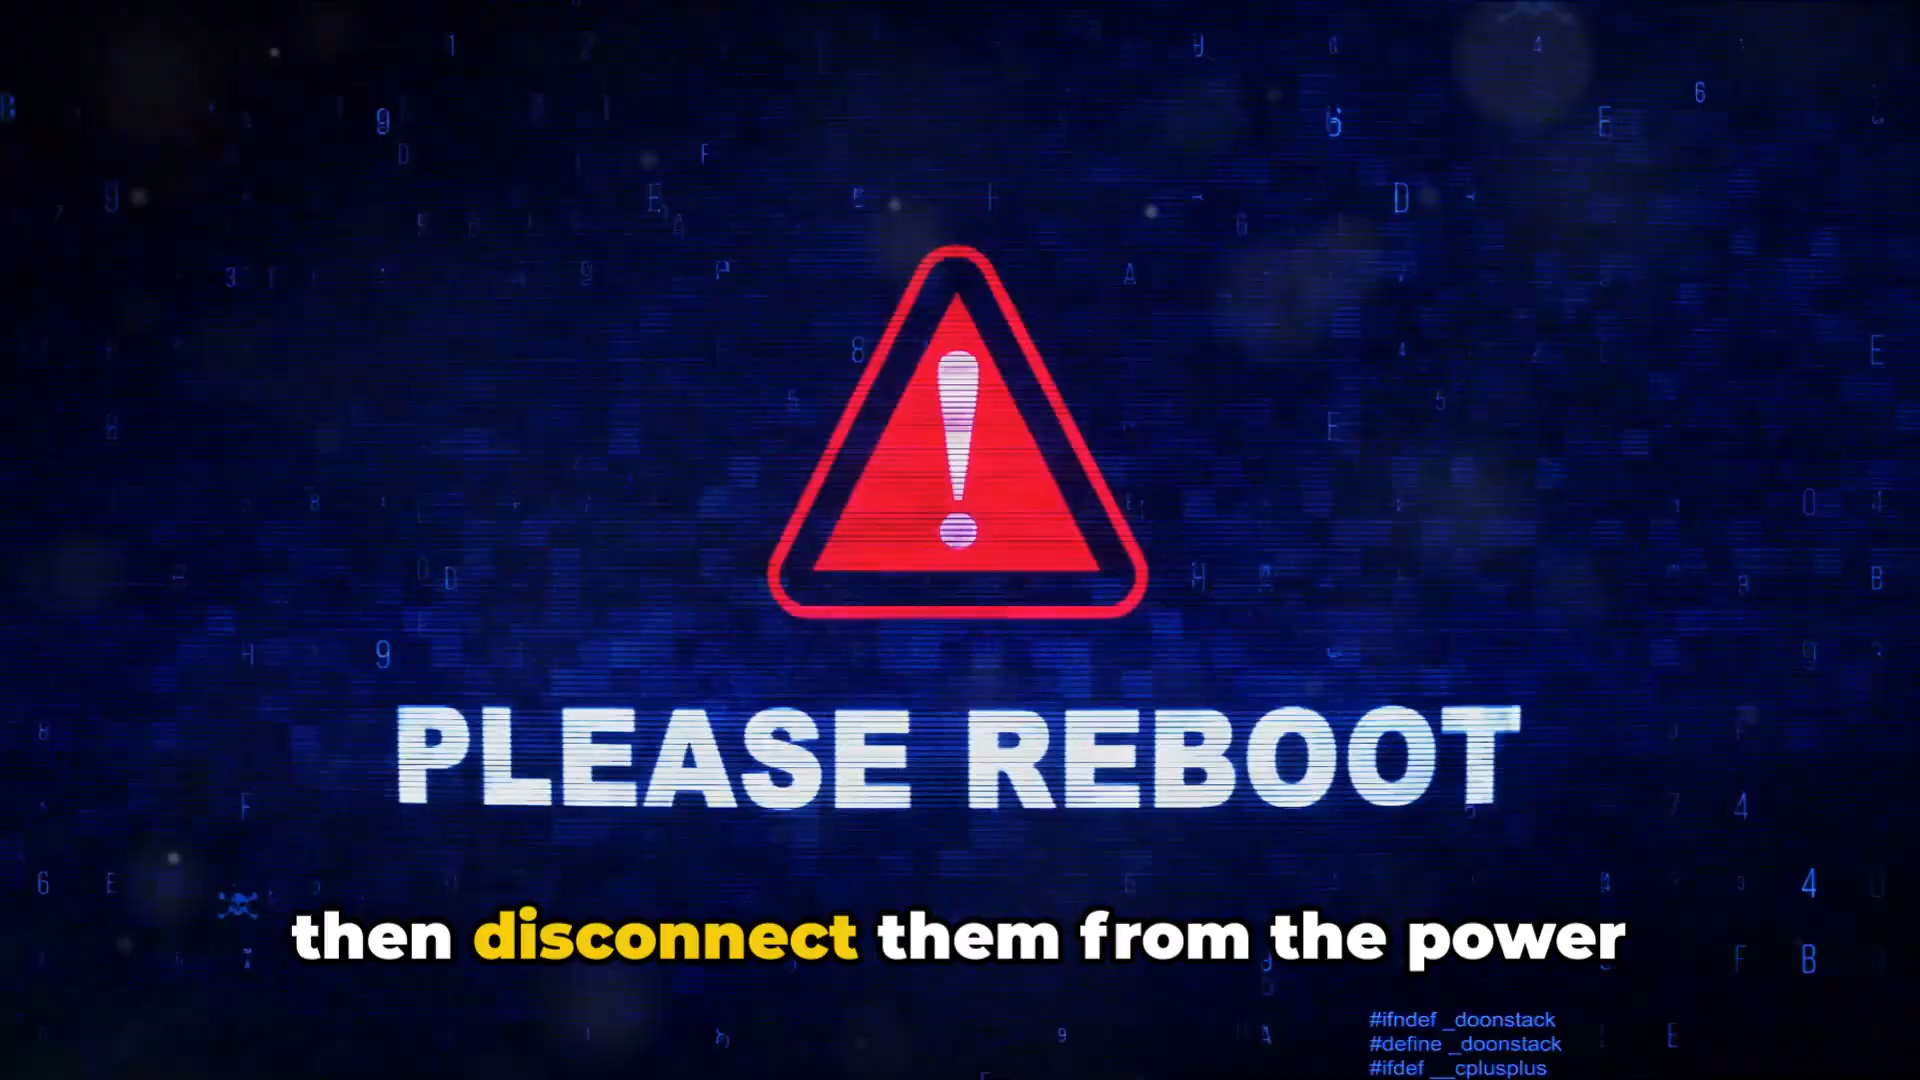 PLEASE REBOOT
then disconnect them from the power
#ifndef _doonstack
#define _doonstack
#ifdef __cplusplus